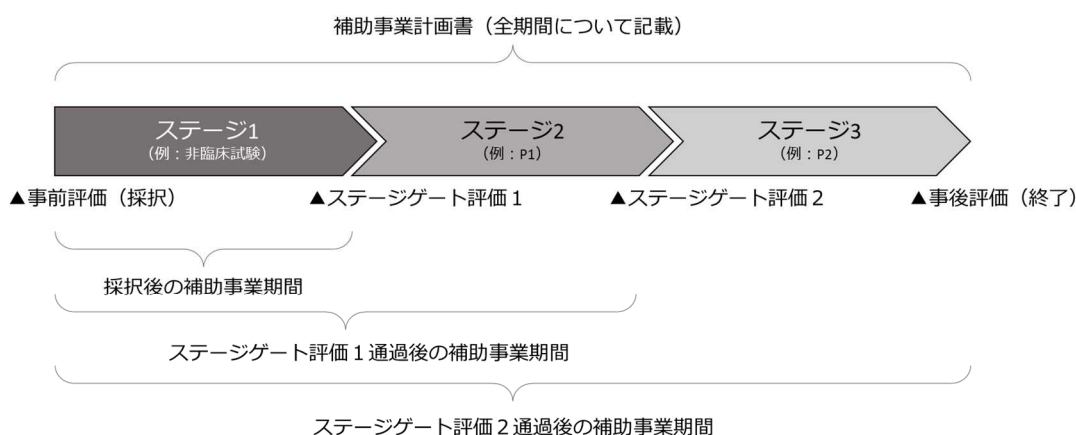 補助事業計画書（全期間について記載）
ステージ1
（例：非臨床試験）
ステージ2
（例：P1）
ステージ3
（例：P2）
▲事前評価（採択）
▲ステージゲート評価１
▲ステージゲート評価２
▲事後評価（終了）
採択後の補助事業期間
ステージゲート評価１通過後の補助事業期間
ステージゲート評価２通過後の補助事業期間